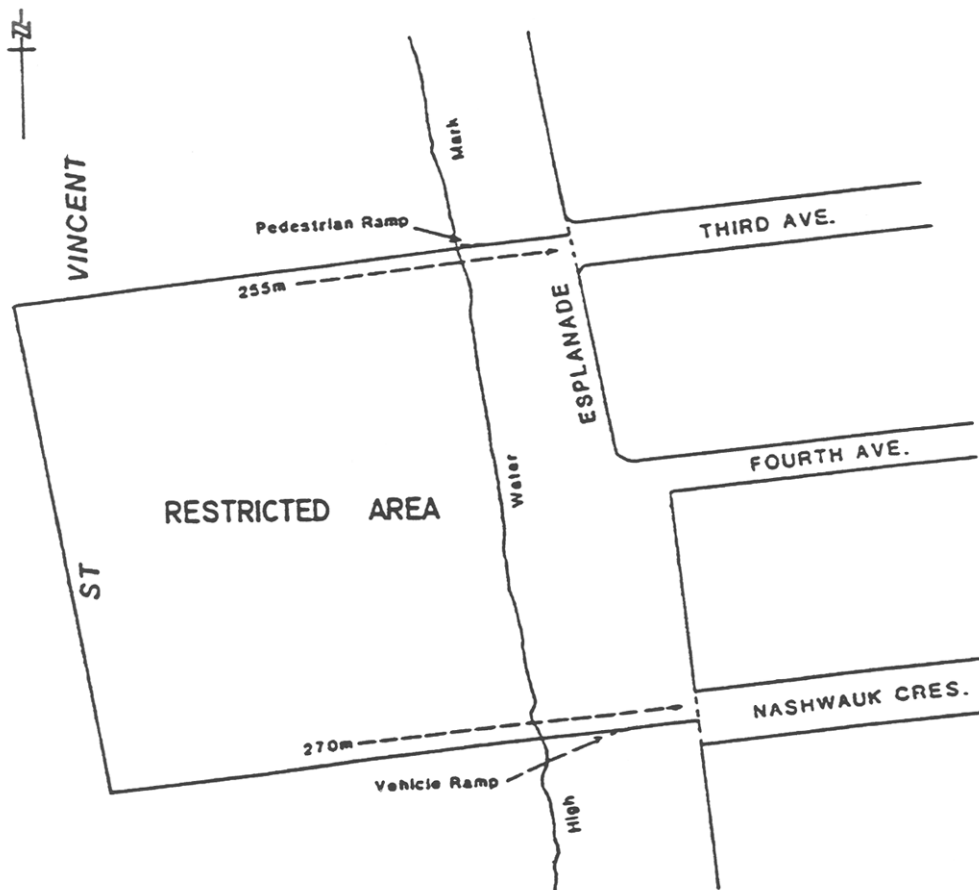 N
VINCENT
ST
Mark
Pedestrian Ramp
255m
THIRD AVE.
ESPLANADE
FOURTH AVE.
Water
RESTRICTED AREA
NASHWAUK CRES.
270m
Vehicle Ramp
High